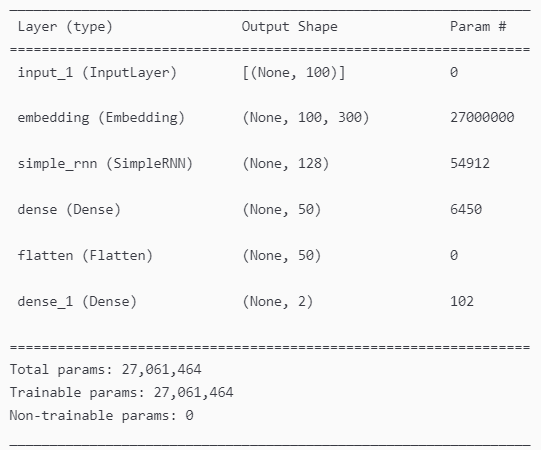 Layer (type) Output Shape Param #
=================================================================
input_1 (InputLayer) [(None, 100)] 0
embedding (Embedding) (None, 100, 300) 27000000
simple_rnn (SimpleRNN) (None, 128) 54912
dense (Dense) (None, 50) 6450
flatten (Flatten) (None, 50) 0
dense_1 (Dense) (None, 2) 102
=================================================================
Total params: 27,061,464
Trainable params: 27,061,464
Non-trainable params: 0